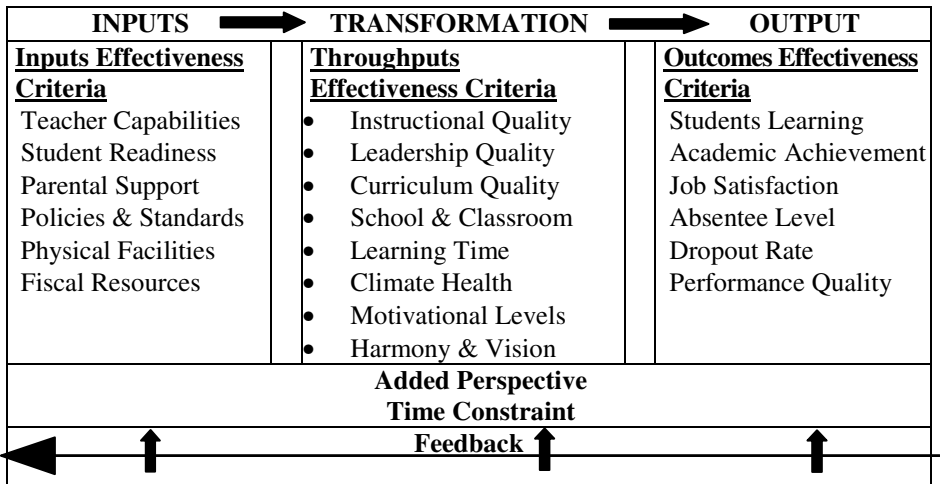 INPUTS TRANSFORMATION OUTPUT
Inputs Effectiveness
Criteria
Teacher Capabilities
Student Readiness
Parental Support
Policies & Standards
Physical Facilities
Fiscal Resources
Throughputs
Effectiveness Criteria
• Instructional Quality
• Leadership Quality
• Curriculum Quality
• School & Classroom
• Learning Time
• Climate Health
• Motivational Levels
• Harmony & Vision
Outcomes Effectiveness
Criteria
Students Learning
Academic Achievement
Job Satisfaction
Absentee Level
Dropout Rate
Performance Quality
Added Perspective
Time Constraint
Feedback